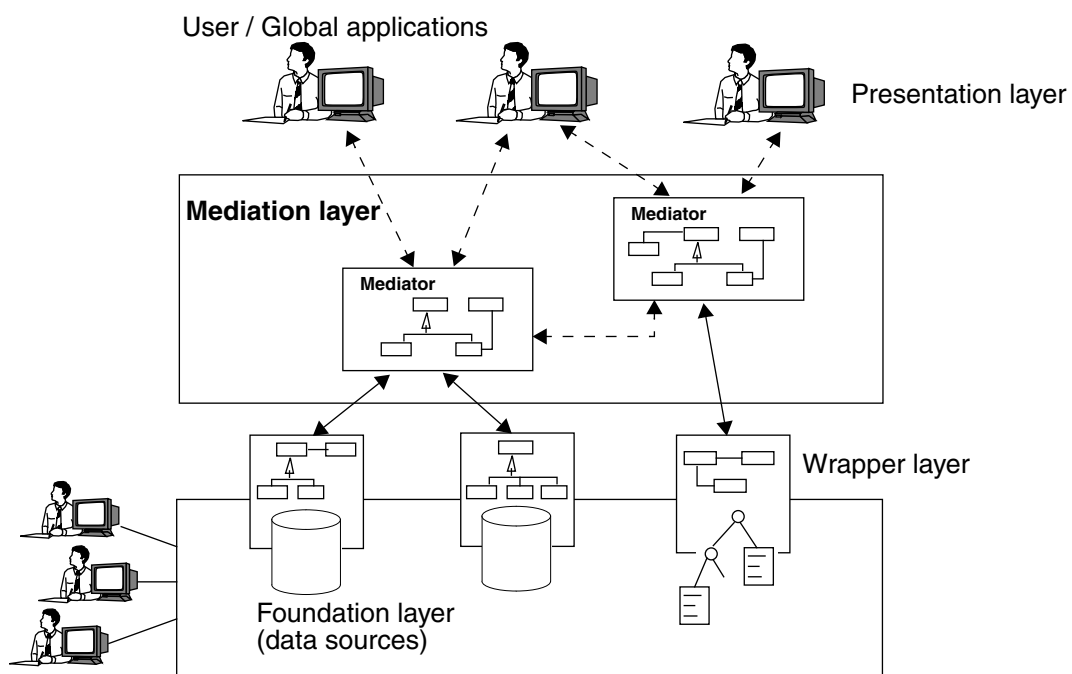 User / Global applications
Presentation layer
Mediation layer
Mediator
Mediator
Wrapper layer
Foundation layer
(data sources)